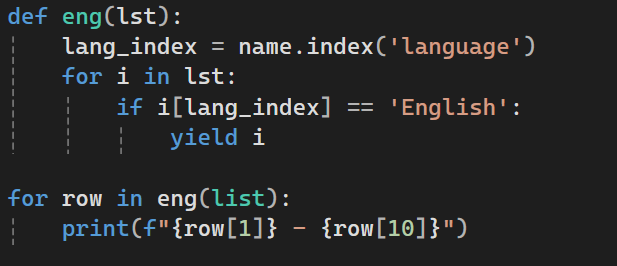 def eng(lst):
    lang_index = name.index('language')
    for i in lst:
        if i[lang_index] == 'English':
            yield i

for row in eng(list):
    print(f"{row[1]} - {row[10]}")